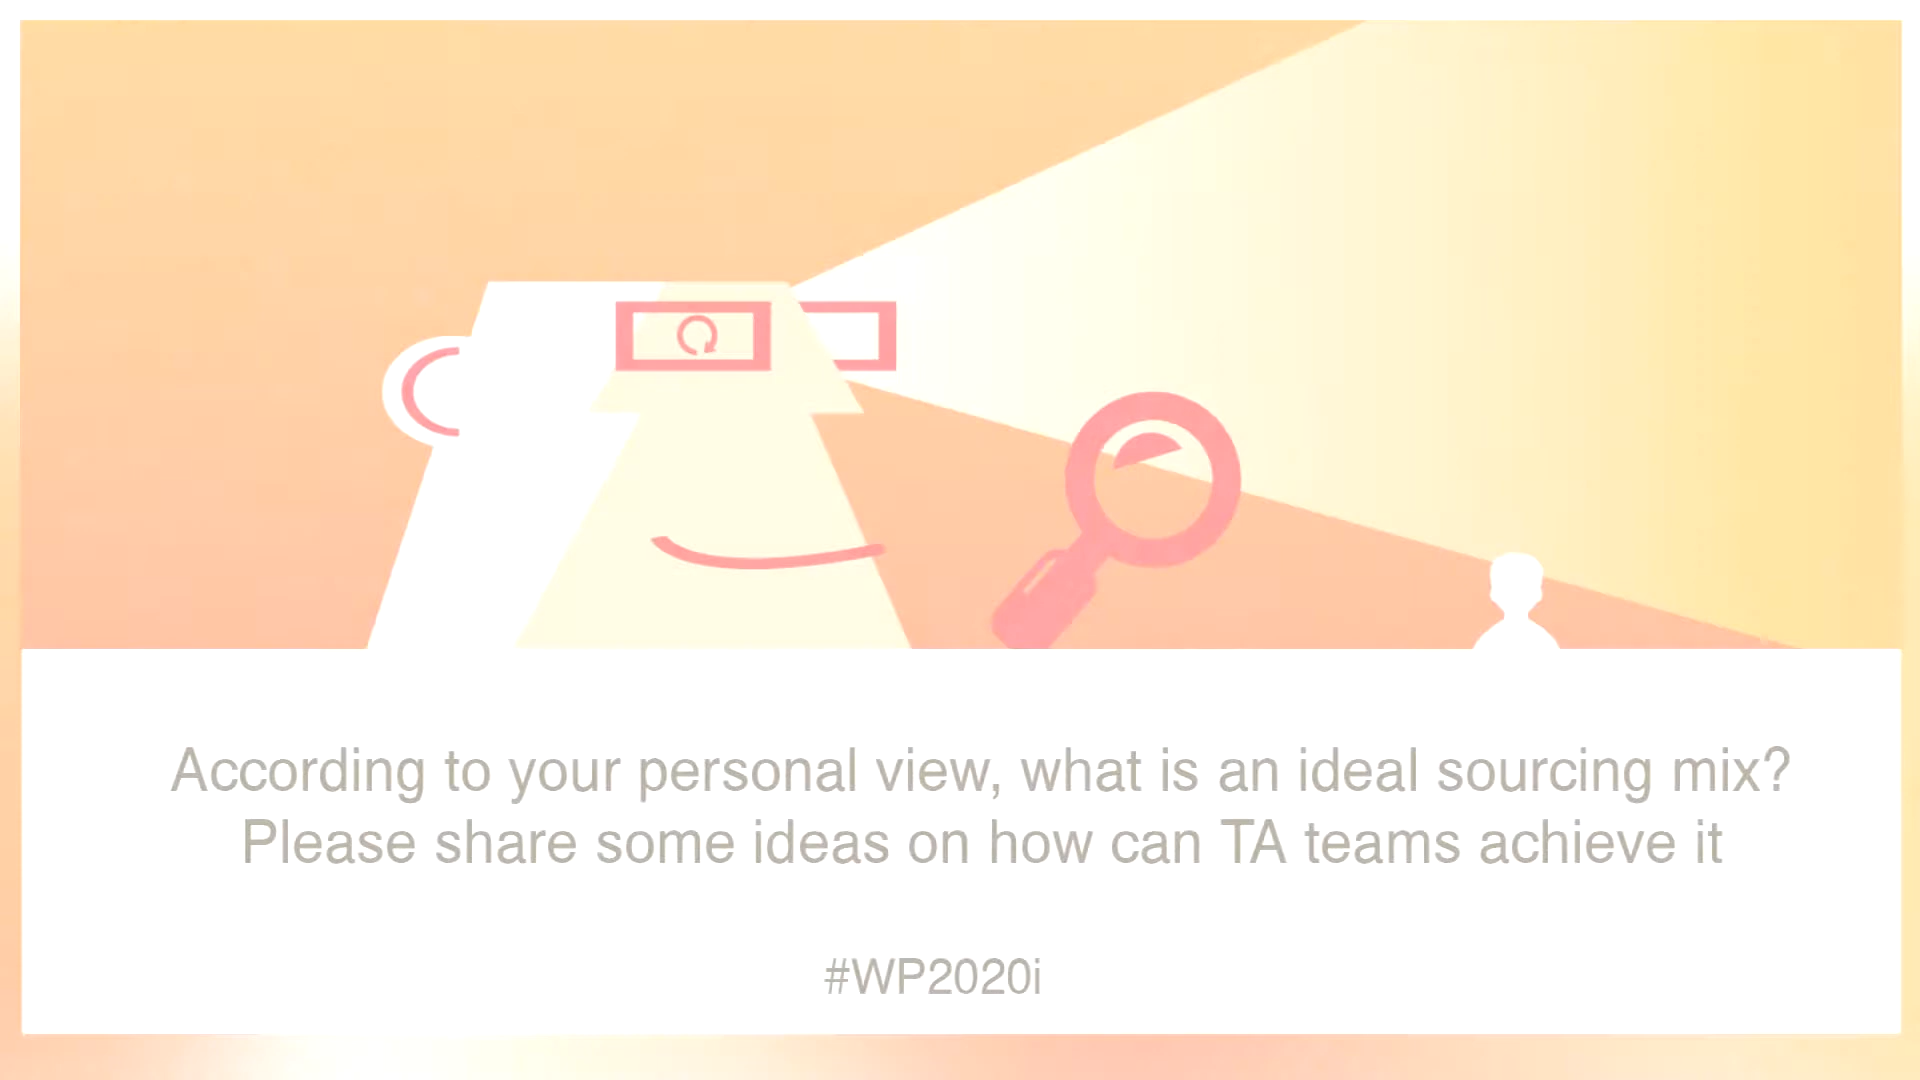 According to your personal view, what is an ideal sourcing mix?
Please share some ideas on how can TA teams achieve it
#WP2020i